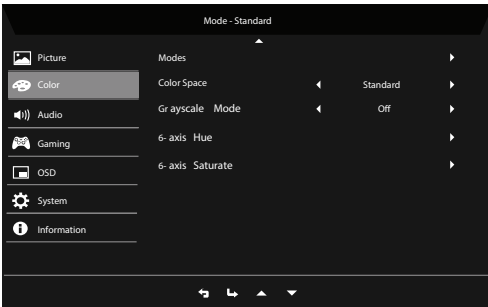 Mode - Standard
Picture
Modes
Color
Color Space Standard
Audio
Gr ayscale Mode Off
Gaming
6- axis Hue
OSD
6- axis Saturate
System
Information